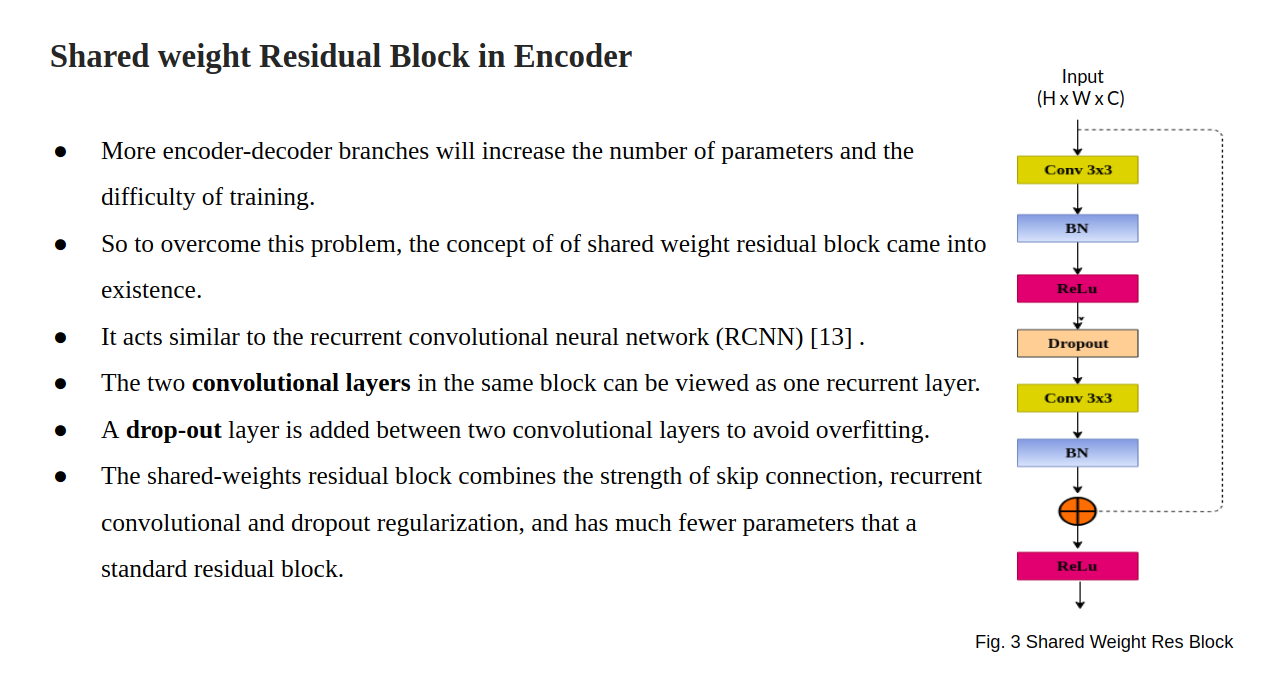 Shared weight Residual Block in Encoder
● More encoder-decoder branches will increase the number of parameters and the
difficulty of training.
● So to overcome this problem, the concept of of shared weight residual block came into
existence.
● It acts similar to the recurrent convolutional neural network (RCNN) [13] .
● The two convolutional layers in the same block can be viewed as one recurrent layer.
● A drop-out layer is added between two convolutional layers to avoid overfitting.
● The shared-weights residual block combines the strength of skip connection, recurrent
convolutional and dropout regularization, and has much fewer parameters that a
standard residual block.
Input
(H x W x C)
Conv 3x3
BN
ReLu
Dropout
Conv 3x3
BN
ReLu
Fig. 3 Shared Weight Res Block